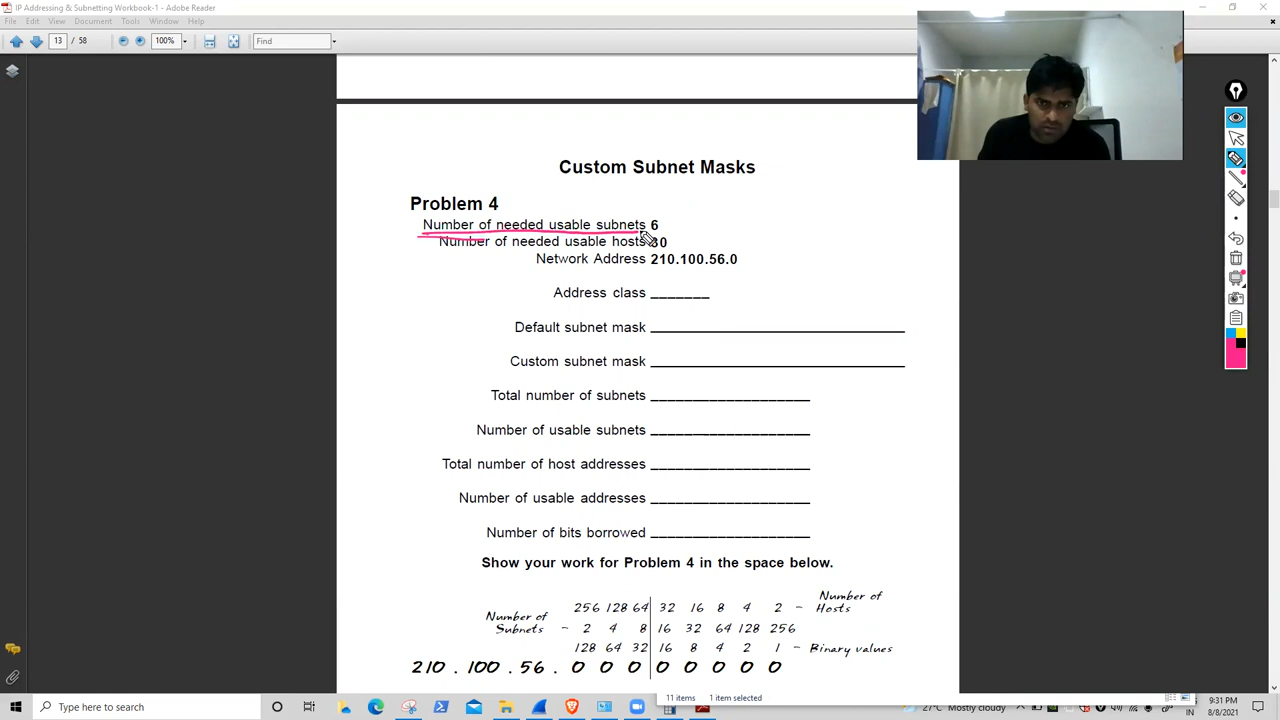 IP Addressing & Subnetting Workbook-1 - Adobe Reader
File Edit View Document Tools Window Help
13 / 58 100% Find
Custom Subnet Masks
Problem 4
Number of needed usable subnets 6
Number of needed usable hosts 30
Network Address 210.100.56.0
Address class _______
Default subnet mask
Custom subnet mask
Total number of subnets
Number of usable subnets
Total number of host addresses
Number of usable addresses
Number of bits borrowed
Show your work for Problem 4 in the space below.
256 128 64 32 16 8 4 2 - Number of Hosts
Number of Subnets - 2 4 8 16 32 64 128 256
128 64 32 16 8 4 2 1 - Binary values
210 . 100 . 56 . 0 0 0 0 0 0 0 0
11 items 1 item selected
Type here to search
27°C Mostly cloudy
IN
9:31 PM
8/8/2021